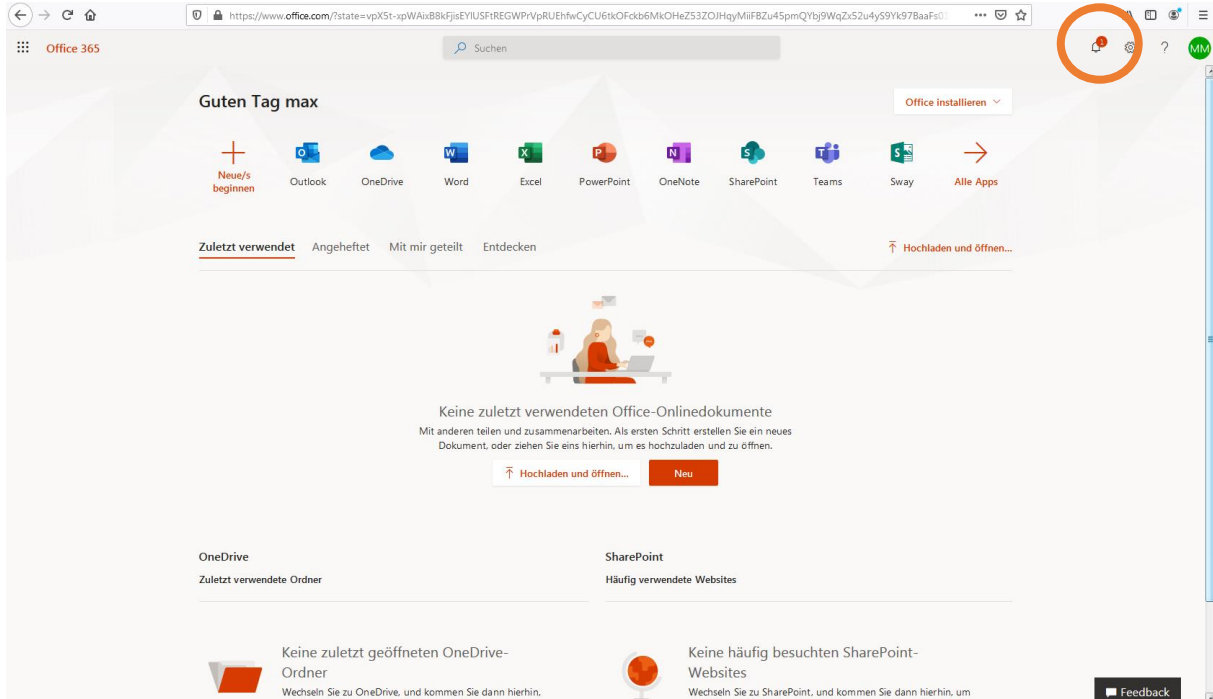 https://www.office.com/?state=vpX5t-xpWAixB8kFjisEYlUSFtREGWPrVpRUEhfwCyCU6tkOFckb6MkOHeZ53ZOJHqyMiiFBZu45pmQYbj9WqZx52u4yS9Yk97BaaFs0
Office 365
Suchen
1
?
MM
Guten Tag max
Office installieren
Neue/s
beginnen
Outlook
OneDrive
Word
Excel
PowerPoint
OneNote
SharePoint
Teams
Sway
Alle Apps
Zuletzt verwendet
Angeheftet
Mit mir geteilt
Entdecken
Hochladen und öffnen...
Keine zuletzt verwendeten Office-Onlinedokumente
Mit anderen teilen und zusammenarbeiten. Als ersten Schritt erstellen Sie ein neues
Dokument, oder ziehen Sie eins hierhin, um es hochzuladen und zu öffnen.
Hochladen und öffnen...
Neu
OneDrive
Zuletzt verwendete Ordner
SharePoint
Häufig verwendete Websites
Keine zuletzt geöffneten OneDrive-
Ordner
Wechseln Sie zu OneDrive, und kommen Sie dann hierhin,
Keine häufig besuchten SharePoint-
Websites
Wechseln Sie zu SharePoint, und kommen Sie dann hierhin, um
Feedback